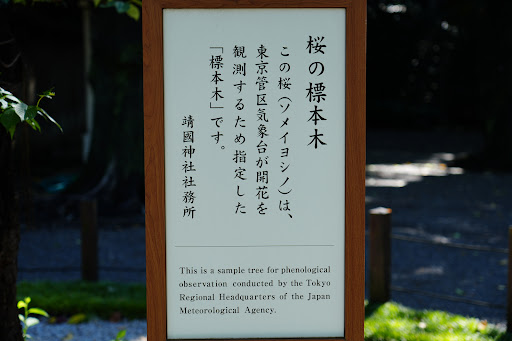 桜の標本木
この桜(ソメイヨシノ)は、
東京管区気象台が開花を
観測するため指定した
「標本木」です。
靖國神社社務所
This is a sample tree for phenological
observation conducted by the Tokyo
Regional Headquarters of the Japan
Meteorological Agency.